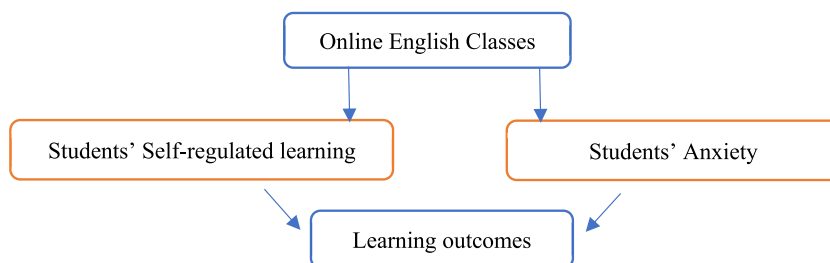 Online English Classes
Students’ Self-regulated learning
Students’ Anxiety
Learning outcomes